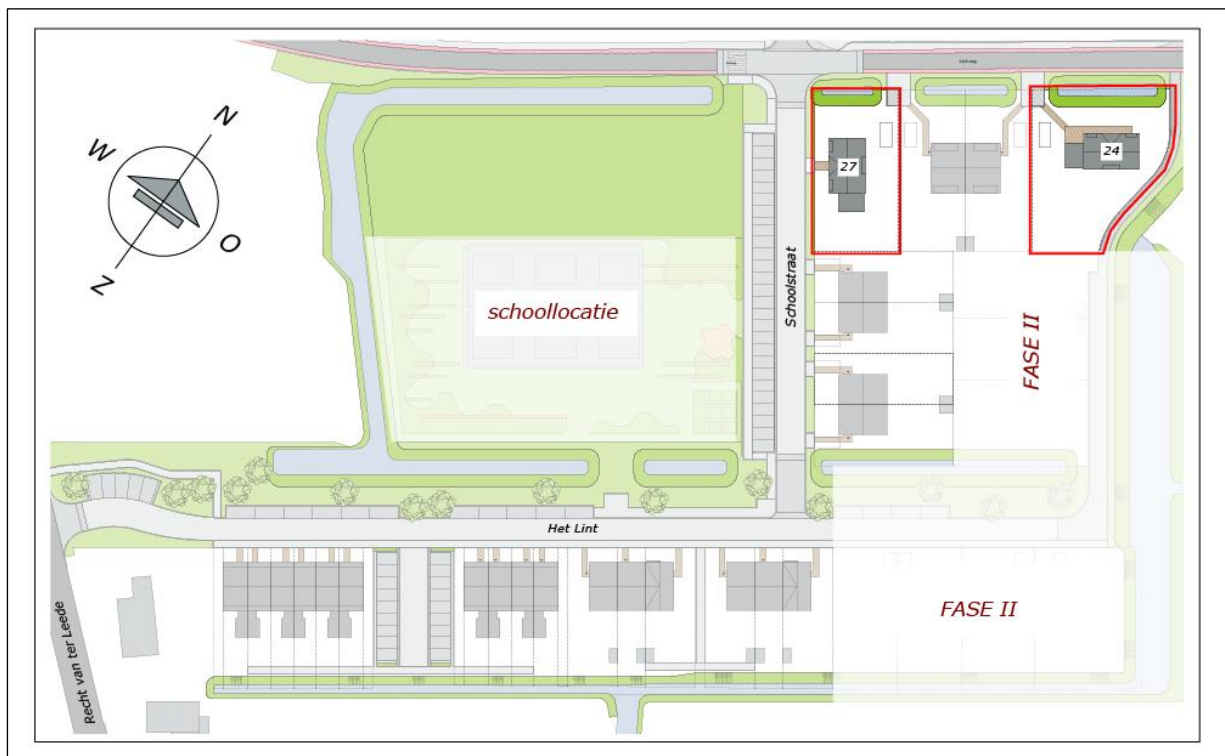 N
W
O
Z
27
24
schoollocatie
Schoolstraat
FASE II
Het Lint
FASE II
Recht van ter Leede